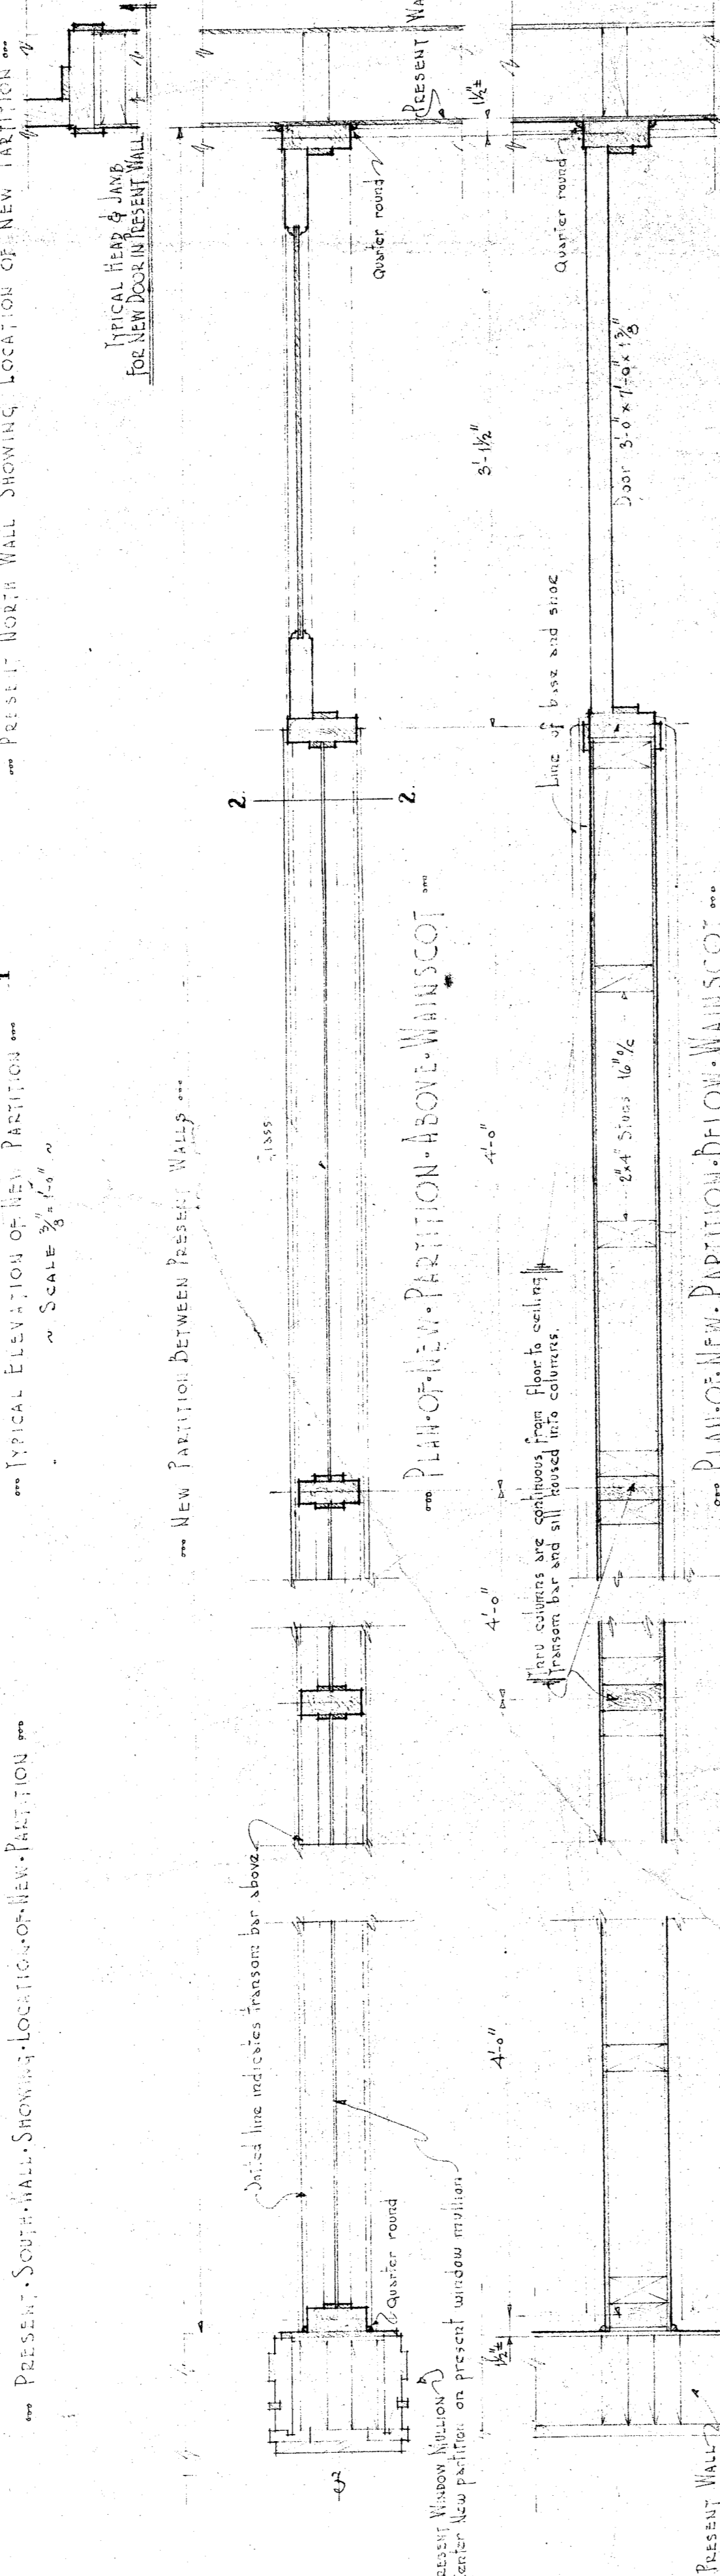 °°° PRESENT·SOUTH·WALL·SHOWING·LOCATION·OF·NEW·PARTITION °°°
°°° TYPICAL ELEVATION OF NEW PARTITION °°°
~ SCALE 3/8"=1'-0" ~
1
°°° PRESENT NORTH WALL SHOWING LOCATION OF NEW PARTITION °°°
TYPICAL HEAD & JAMB
FOR NEW DOOR IN PRESENT WALL
°°° NEW PARTITION BETWEEN PRESENT WALLS °°°
Dotted line indicates transom bar above
Glass
2.
2.
Quarter round
Quarter round
PRESENT WA
°°° PLAN·OF·NEW·PARTITION·ABOVE·WAINSCOT °°°
PRESENT WINDOW MULLION
Center New partition on present window mullion
1½"±
4'-0"
4'-0"
4'-0"
3'-1½"
1½"±
Thru columns are continuous from floor to ceiling
Transom bar and sill housed into columns.
Line of base and shoe
Quarter round
2"x4" Studs 16" o/c
Door 3'-0" x 7'-0" x 1⅜"
PRESENT WALL
°°° PLAN·OF·NEW·PARTITION·BELOW·WAINSCOT °°°